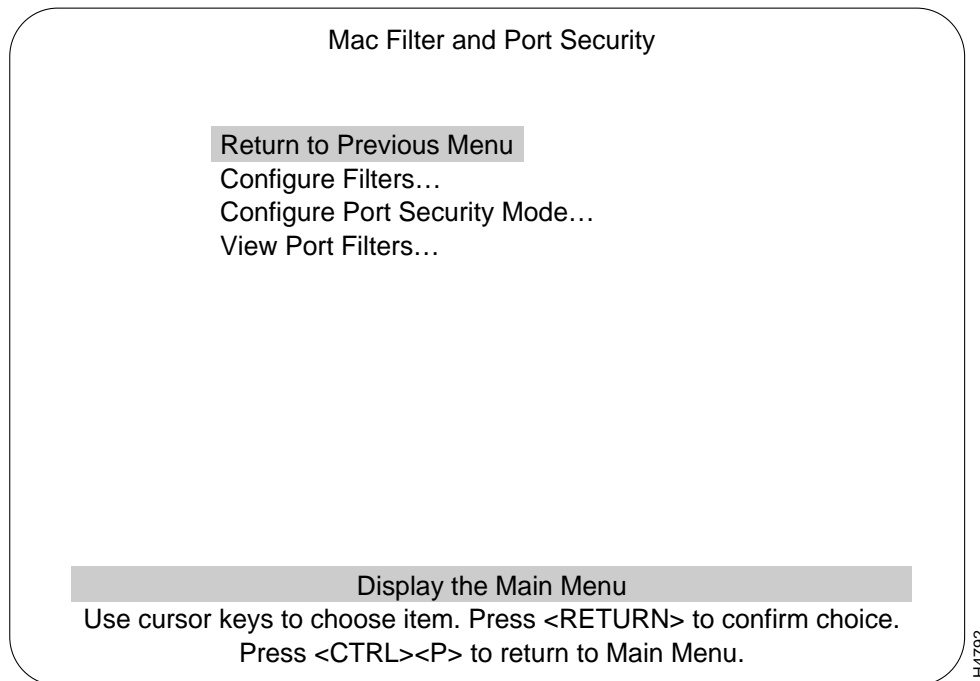 Mac Filter and Port Security
Return to Previous Menu
Configure Filters…
Configure Port Security Mode…
View Port Filters…
Display the Main Menu
Use cursor keys to choose item. Press <RETURN> to confirm choice.
Press <CTRL><P> to return to Main Menu.
H4792